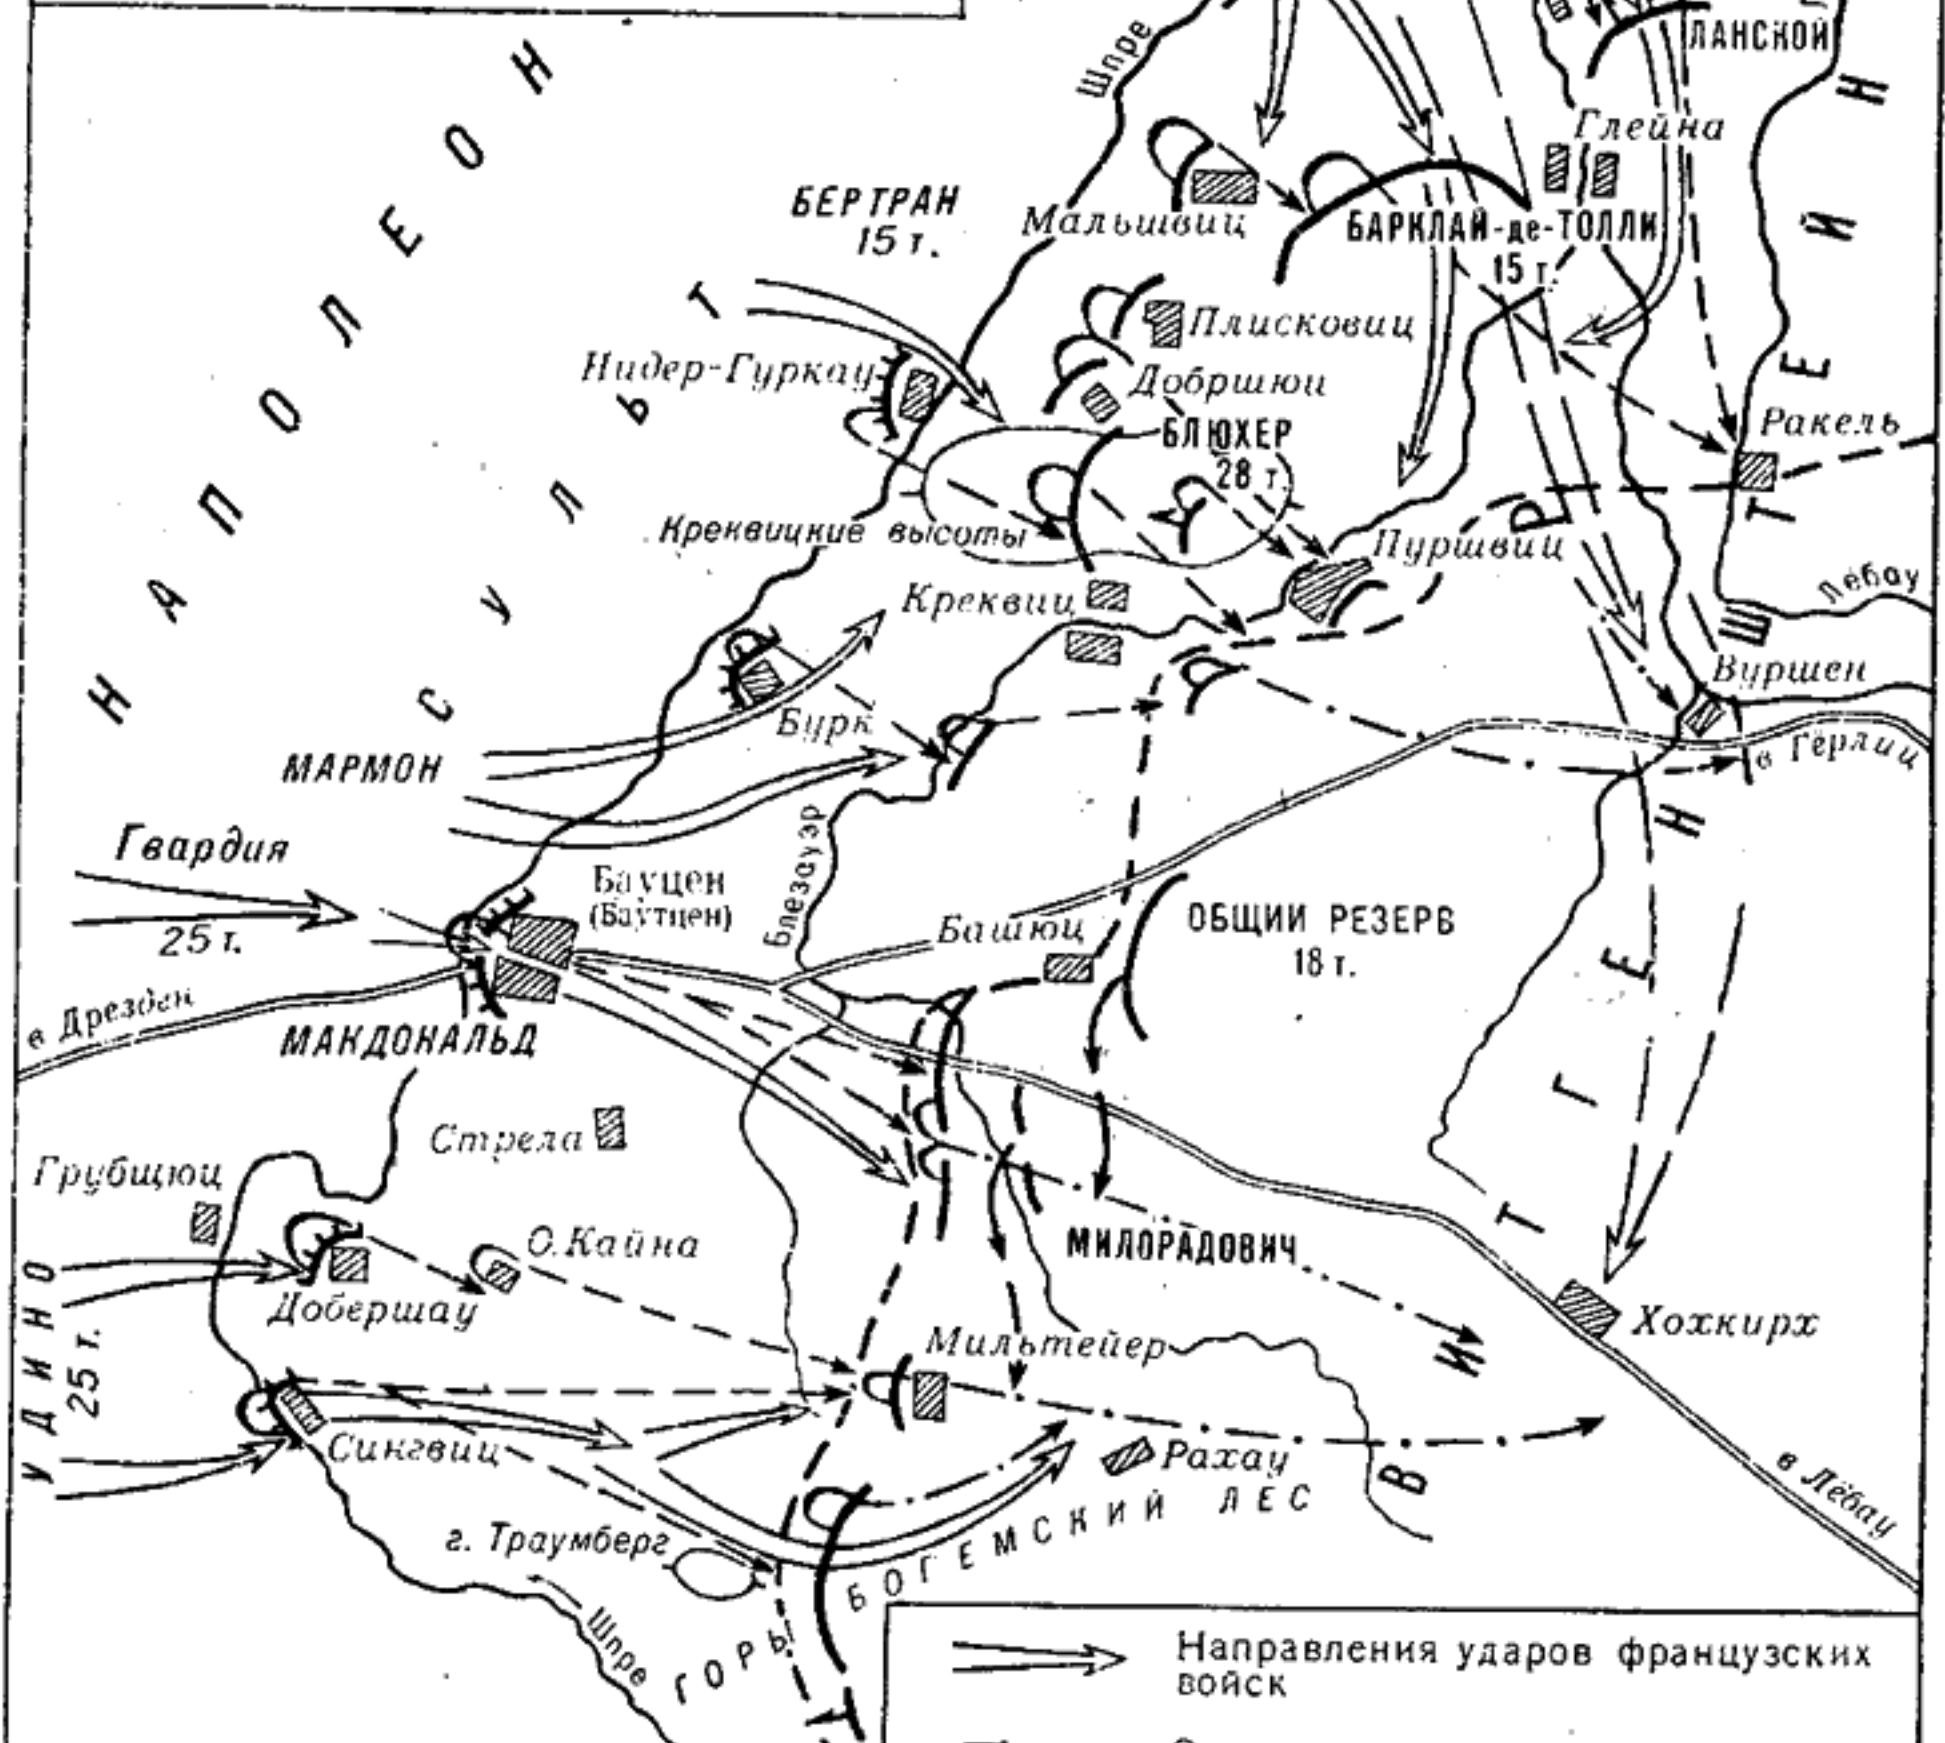 Шпре
ЛАНСКОЙ
Глейна
БЕРТРАН
15 т.
Мальшвиц
БАРКЛАЙ-де-ТОЛЛИ
15 т.
Плисковиц
Нидер-Гуркау
Добршюц
БЛЮХЕР
28 т.
Ракель
Креквицкие высоты
Пуршвиц
Лёбау
Креквиц
Вуршен
Бурк
в Гёрлиц
МАРМОН
Гвардия
25 т.
Блезауэр
Бауцен
(Баутцен)
Башюц
ОБЩИЙ РЕЗЕРВ
18 т.
в Дрезден
МАКДОНАЛЬД
Стрела
Грубщюц
О.Кайна
МИЛОРАДОВИЧ
Добершау
УДИНО
25 т.
Мильтейер
Хохкирх
Сингвиц
Рахау
в Лёбау
г. Траумберг
БОГЕМСКИЙ ЛЕС
Шпре
ГОРЫ
НАПОЛЕОН
СУЛЬТ
ВИТГЕНШТЕЙН
Направления ударов французских
войск